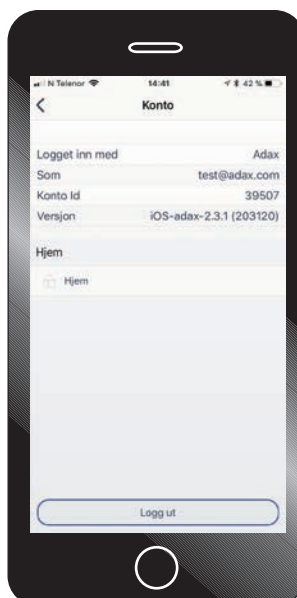 N Telenor 14:41 42 %
Konto
Logget inn med Adax
Som test@adax.com
Konto Id 39507
Versjon iOS-adax-2.3.1 (203120)
Hjem
Hjem
Logg ut